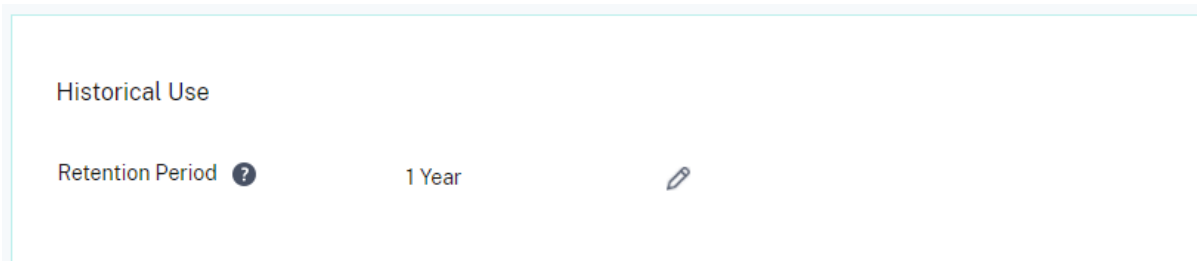 Historical Use
Retention Period ? 1 Year